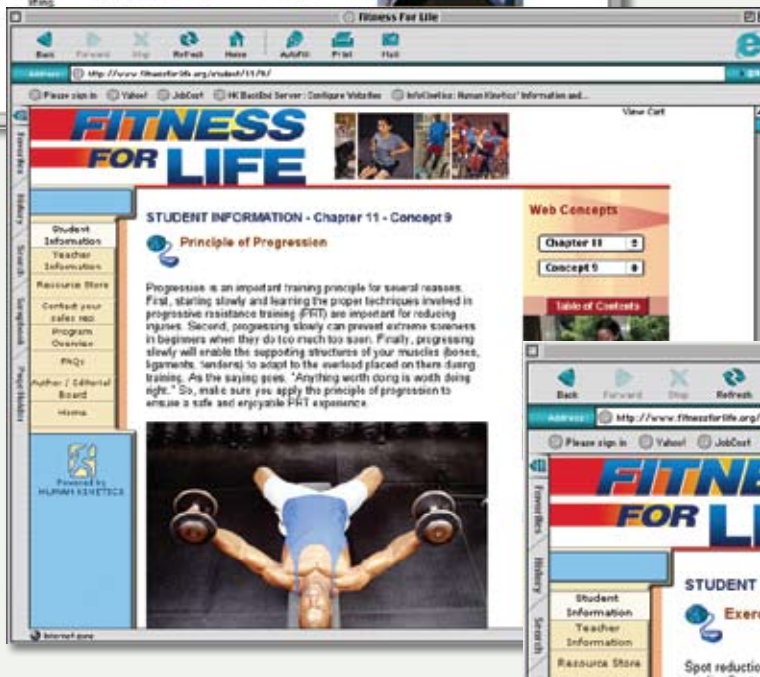 Fitness For Life
Back Forward Stop Refresh Home AutoFill Print Mail
Address: http://www.fitnessforlife.org/student/11/9/
Please sign in Yahoo! JobCost HK BackEnd Server: Configure Websites InfoKinetics: Human Kinetics' Information and...
Favorites
History
Search
Scrapbook
Page Holder
FITNESS
FOR LIFE
View Cart
Student
Information
Teacher
Information
Resource Store
Contact your
sales rep
Program
Overview
FAQs
Author / Editorial
Board
Home
Powered by
HUMAN KINETICS
STUDENT INFORMATION - Chapter 11 - Concept 9
Principle of Progression
Progression is an important training principle for several reasons.
First, starting slowly and learning the proper techniques involved in
progressive resistance training (PRT) are important for reducing
injuries. Second, progressing slowly can prevent extreme soreness
in beginners when they do too much too soon. Finally, progressing
slowly will enable the supporting structures of your muscles (bones,
ligaments, tendons) to adapt to the overload placed on them during
training. As the saying goes, "Anything worth doing is worth doing
right." So, make sure you apply the principle of progression to
ensure a safe and enjoyable PRT experience.
Web Concepts
Chapter 11
Concept 9
Table of Contents
Internet zone
Back Forward Stop Refresh
Address: http://www.fitnessforlife.org/
Please sign in Yahoo! JobCost
Favorites
History
Search
FITNE
FOR L
STUDENT
Exerc
Student
Information
Teacher
Information
Resource Store
Spot reductio